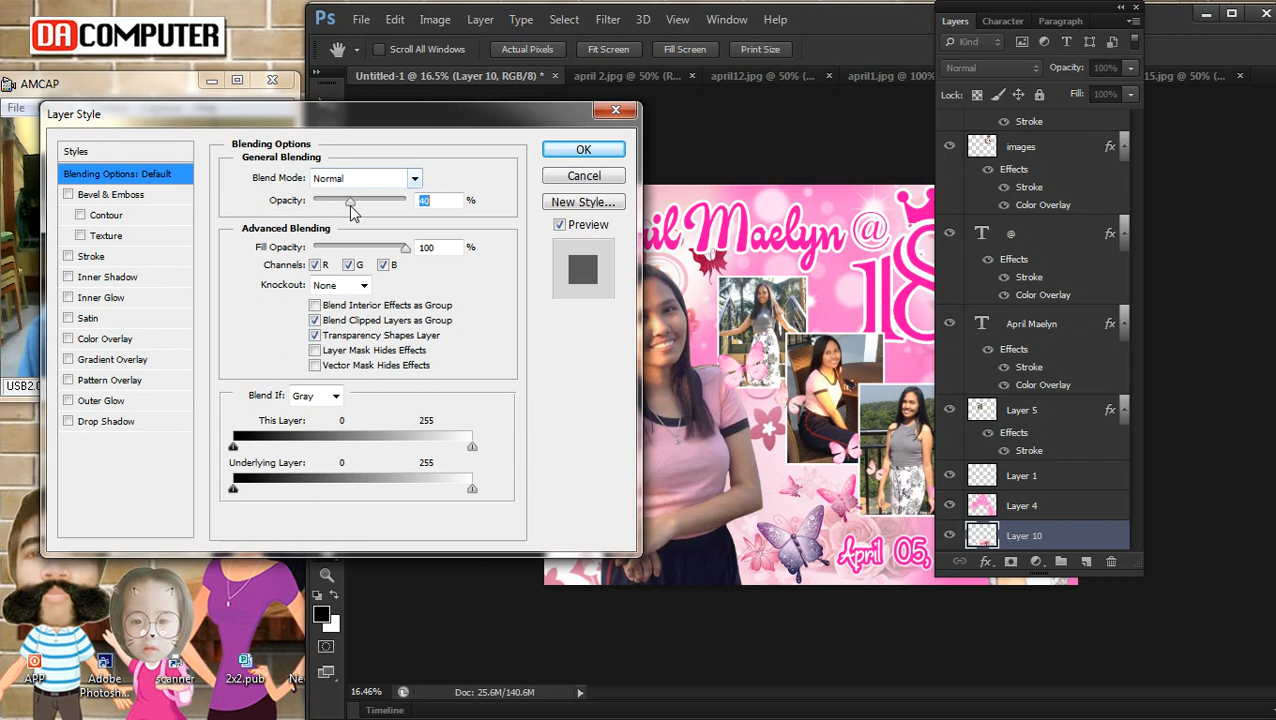 DA COMPUTER
AMCAP
File
USB2.0
APP
Adobe
Photosh...
scanner
2x2.pub
Ps File Edit Image Layer Type Select Filter 3D View Window Help
Scroll All Windows Actual Pixels Fit Screen Fill Screen Print Size
Untitled-1 @ 16.5% (Layer 10, RGB/8) * × april 2.jpg @ 50% (R... × april12.jpg @ 50% (... × april1.jpg @ 100% 15.jpg @ 50% (... ×
Layer Style
Styles
Blending Options: Default
Bevel & Emboss
Contour
Texture
Stroke
Inner Shadow
Inner Glow
Satin
Color Overlay
Gradient Overlay
Pattern Overlay
Outer Glow
Drop Shadow
Blending Options
General Blending
Blend Mode: Normal
Opacity: 40 %
Advanced Blending
Fill Opacity: 100 %
Channels: R G B
Knockout: None
Blend Interior Effects as Group
Blend Clipped Layers as Group
Transparency Shapes Layer
Layer Mask Hides Effects
Vector Mask Hides Effects
Blend If: Gray
This Layer: 0 255
Underlying Layer: 0 255
OK
Cancel
New Style...
Preview
Maelyn @
18
April 05,
Layers Character Paragraph
Kind
Normal Opacity: 100%
Lock: Fill: 100%
Stroke
images fx
Effects
Stroke
Color Overlay
T @ fx
Effects
Stroke
Color Overlay
T April Maelyn fx
Effects
Stroke
Color Overlay
Layer 5 fx
Effects
Stroke
Layer 1
Layer 4
Layer 10
fx
16.46% Doc: 25.6M/140.6M
Timeline